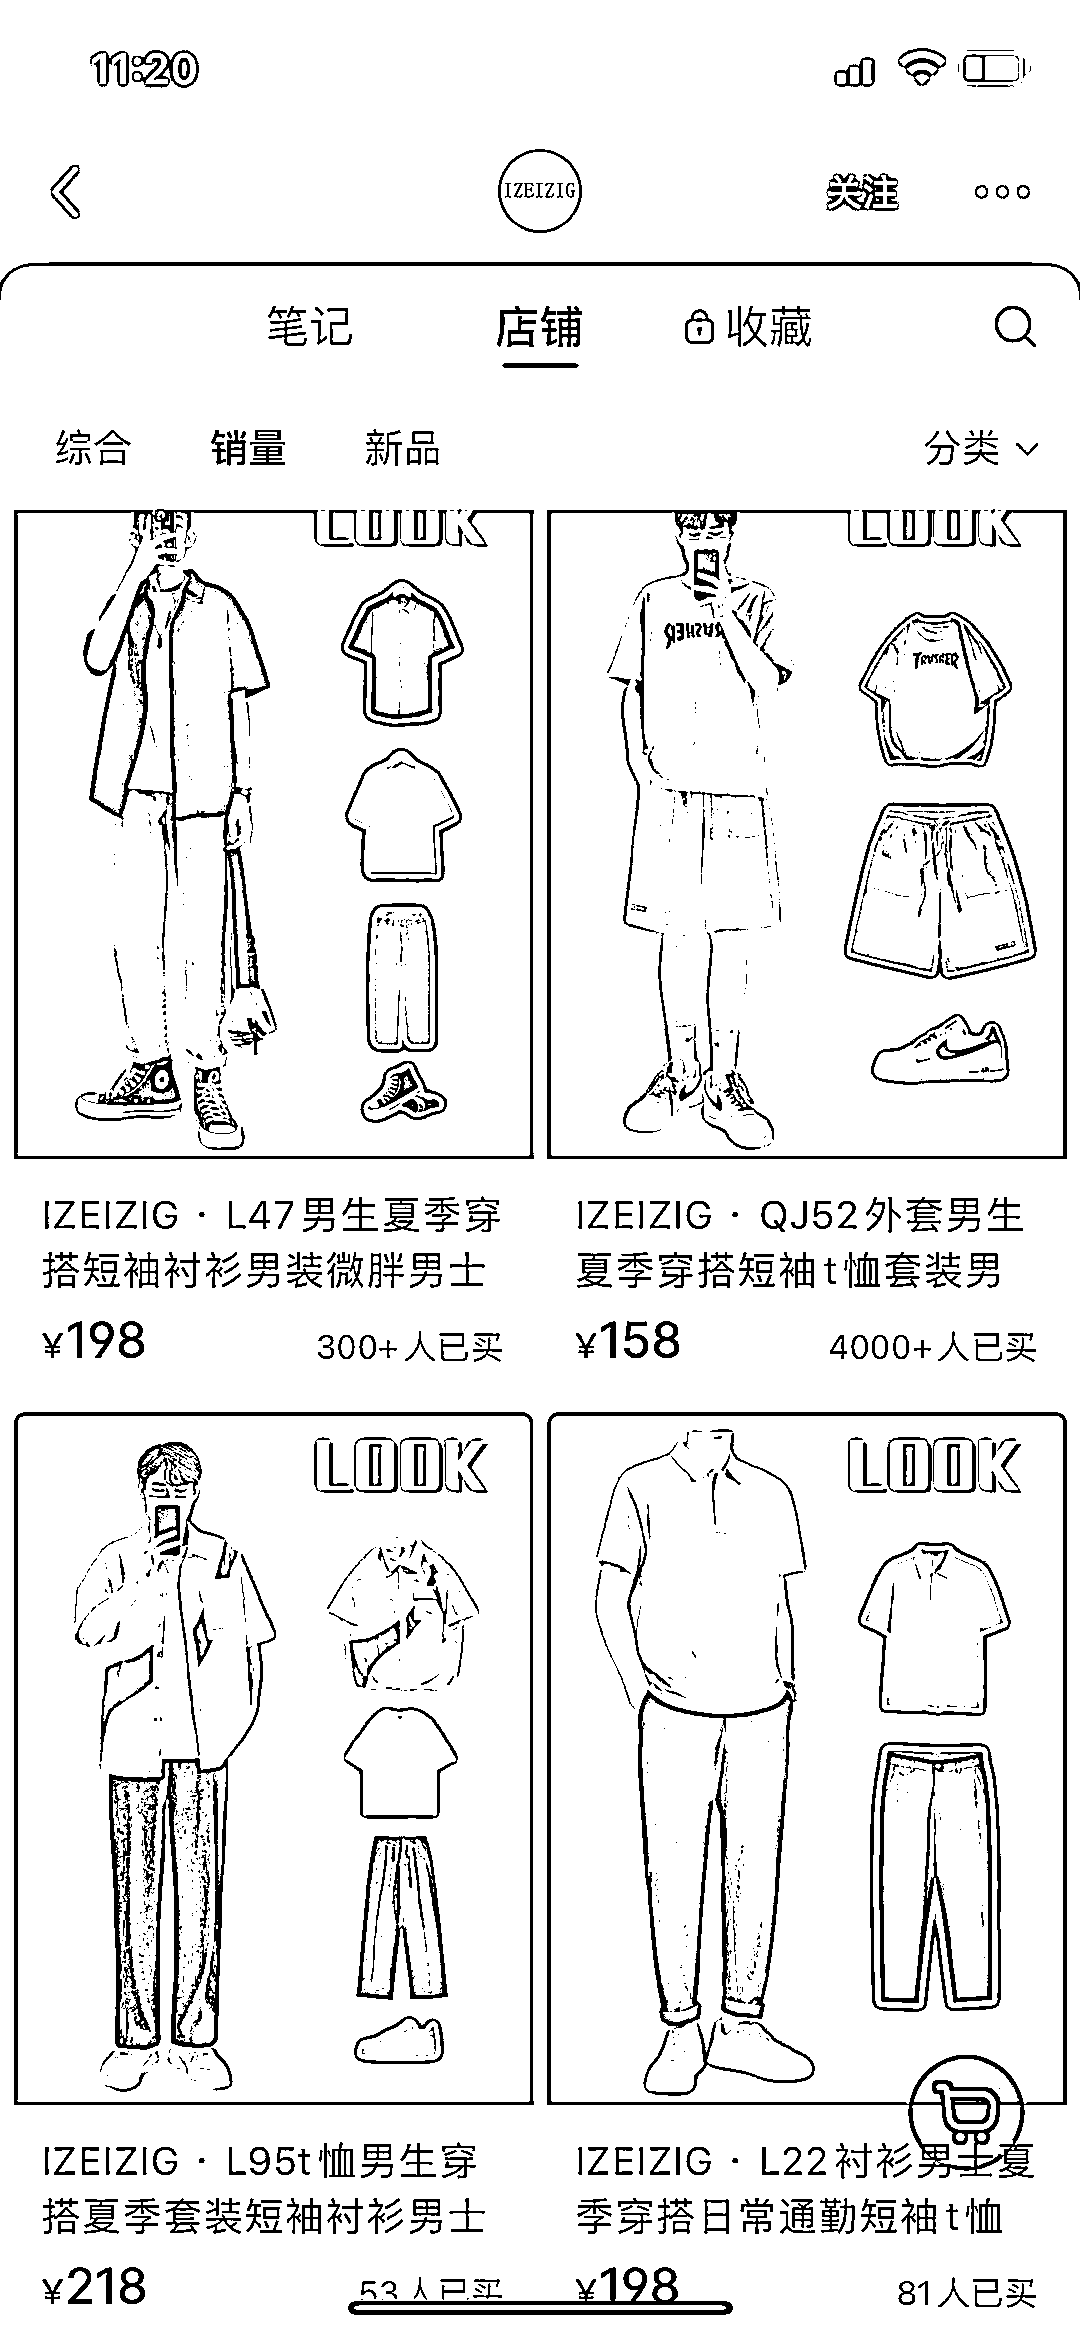 11:20
IZEIZIG
关注
笔记 店铺 收藏
综合 销量 新品 分类
LOOK LOOK
THRASHER
IZEIZIG · L47男生夏季穿
搭短袖衬衫男装微胖男士
¥198 300+人已买
IZEIZIG · QJ52外套男生
夏季穿搭短袖t恤套装男
¥158 4000+人已买
LOOK LOOK
IZEIZIG · L95t恤男生穿
搭夏季套装短袖衬衫男士
¥218 53人已买
IZEIZIG · L22衬衫男士夏
季穿搭日常通勤短袖t恤
¥198 81人已买